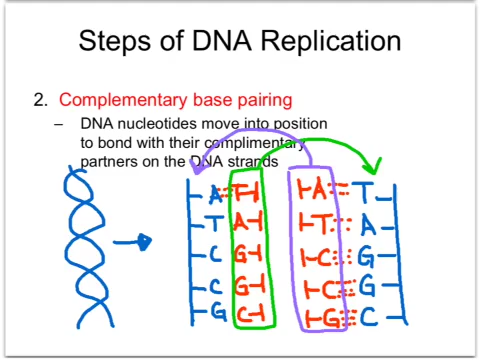 Steps of DNA Replication
2. Complementary base pairing
– DNA nucleotides move into position
to bond with their complimentary
partners on the DNA strands
A T A T
T A T A
C G C G
C G C G
G C G C